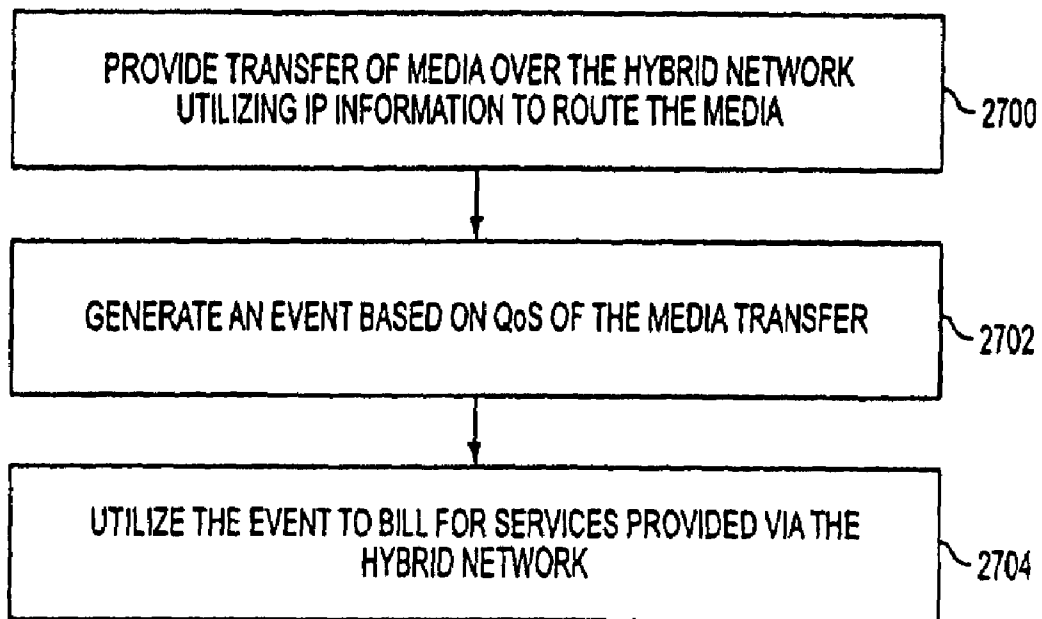 PROVIDE TRANSFER OF MEDIA OVER THE HYBRID NETWORK
UTILIZING IP INFORMATION TO ROUTE THE MEDIA
2700
GENERATE AN EVENT BASED ON QoS OF THE MEDIA TRANSFER
2702
UTILIZE THE EVENT TO BILL FOR SERVICES PROVIDED VIA THE
HYBRID NETWORK
2704